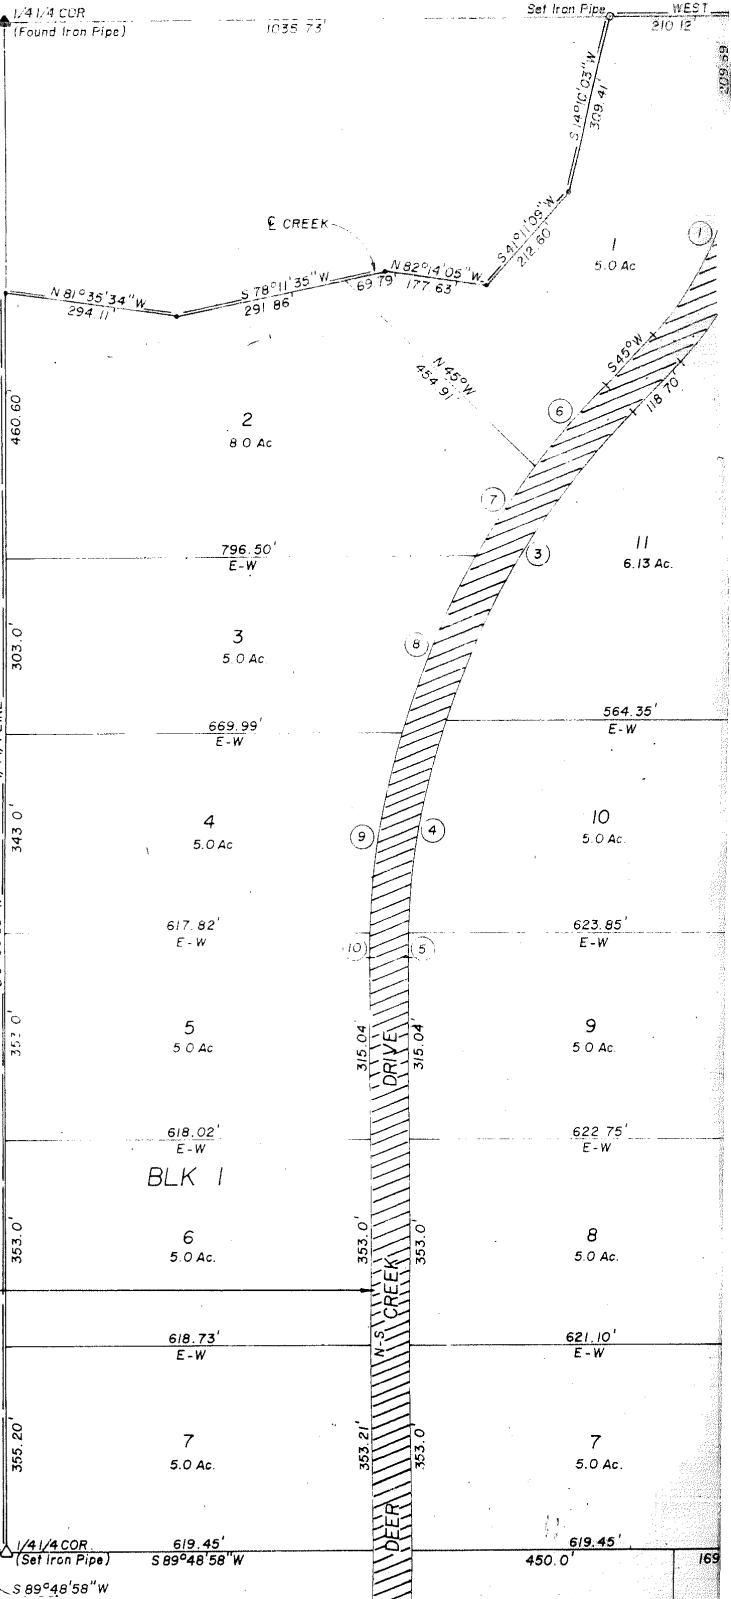 1/4 1/4 COR
(Found Iron Pipe)
1035.73'
Set Iron Pipe
WEST
210.12'
209.59'
S 14°10'03"W
309.41'
℄ CREEK
S 41°11'09"W
212.60'
1
5.0 Ac
1
N 81°35'34"W
294.11'
S 78°11'35"W
291.86'
N 82°14'05"W
69.79'
177.63'
S 45°W
118.70'
N 45°W
454.91
460.60'
2
8.0 Ac
6
7
796.50'
E-W
3
11
6.13 Ac.
303.0'
3
5.0 Ac.
8
669.99'
E-W
564.35'
E-W
343.0'
4
5.0 Ac
9
4
10
5.0 Ac.
617.82'
E-W
623.85'
E-W
10
5
5
5.0 Ac
315.04'
DRIVE
315.04'
9
5.0 Ac.
618.02'
E-W
622.75'
E-W
BLK 1
353.0'
6
5.0 Ac.
353.0'
CREEK
353.0'
8
5.0 Ac.
618.73'
E-W
N-S
621.10'
E-W
355.20'
7
5.0 Ac.
353.21'
353.0'
7
5.0 Ac.
DEER
1/4 1/4 COR.
(Set Iron Pipe)
619.45'
S 89°48'58"W
619.45'
450.0'
169
S 89°48'58"W